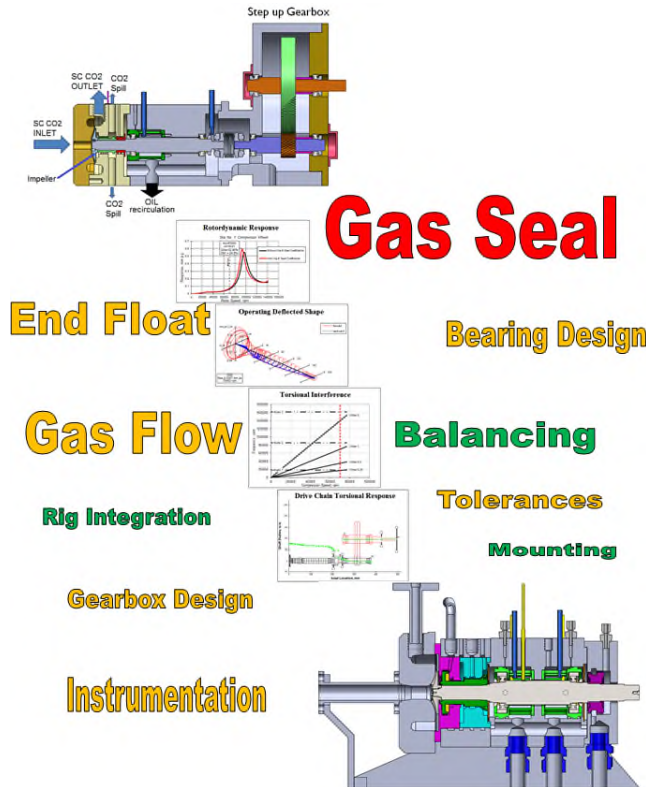 Step up Gearbox
SC CO2
OUTLET
CO2
Spill
SC CO2
INLET
Impeller
CO2
Spill
OIL
recirculation
Gas Seal
Rotordynamic Response
End Float
Operating Deflected Shape
Bearing Design
Torsional Interference
Gas Flow
Balancing
Drive Chain Torsional Response
Tolerances
Rig Integration
Mounting
Gearbox Design
Instrumentation